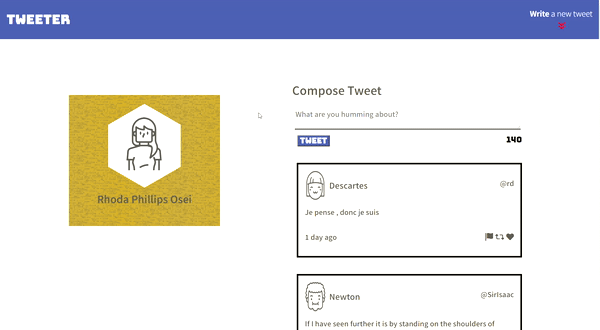 TWEETER
Write a new tweet
Rhoda Phillips Osei
Compose Tweet
What are you humming about?
TWEET
140
Descartes
@rd
Je pense , donc je suis
1 day ago
Newton
@SirIsaac
If I have seen further it is by standing on the shoulders of